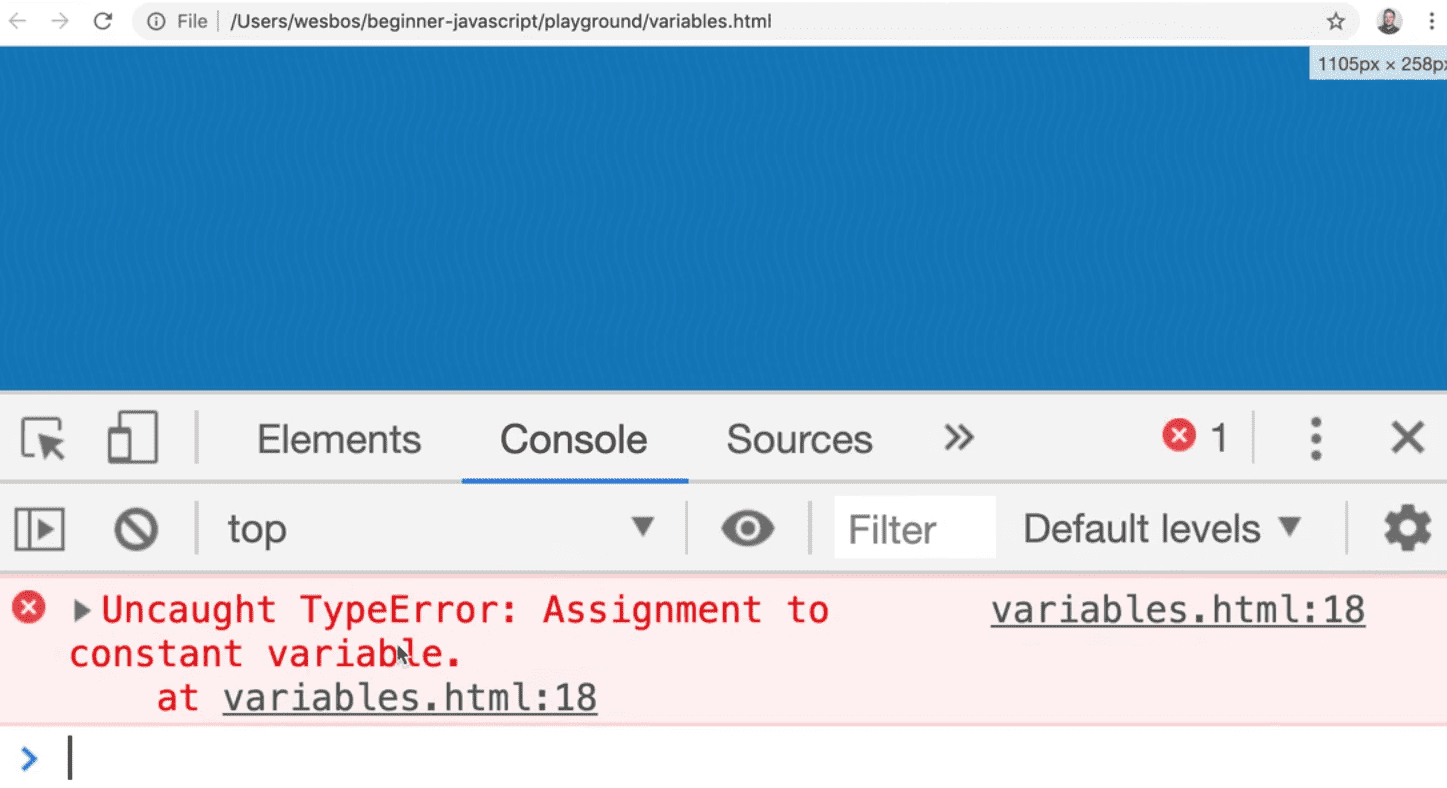 File /Users/wesbos/beginner-javascript/playground/variables.html
1105px × 258px
Elements Console Sources 1
top Filter Default levels
Uncaught TypeError: Assignment to variables.html:18
constant variable.
at variables.html:18